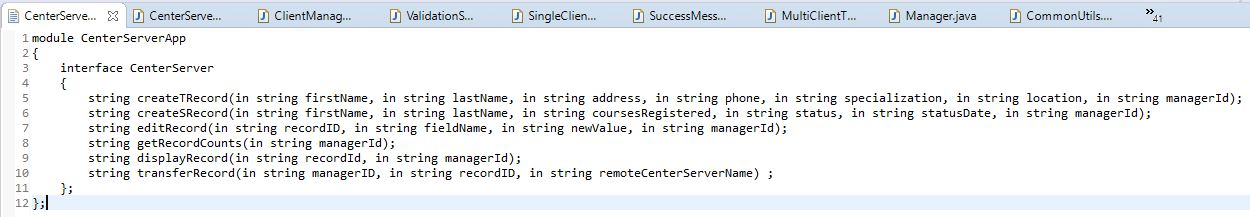 CenterServe... CenterServe... ClientManag... ValidationS... SingleClien... SuccessMess... MultiClientT... Manager.java CommonUtils.... »41
1 module CenterServerApp
2 {
3     interface CenterServer
4     {
5         string createTRecord(in string firstName, in string lastName, in string address, in string phone, in string specialization, in string location, in string managerId);
6         string createSRecord(in string firstName, in string lastName, in string coursesRegistered, in string status, in string statusDate, in string managerId);
7         string editRecord(in string recordID, in string fieldName, in string newValue, in string managerId);
8         string getRecordCounts(in string managerId);
9         string displayRecord(in string recordId, in string managerId);
10         string transferRecord(in string managerID, in string recordID, in string remoteCenterServerName) ;
11     };
12 };